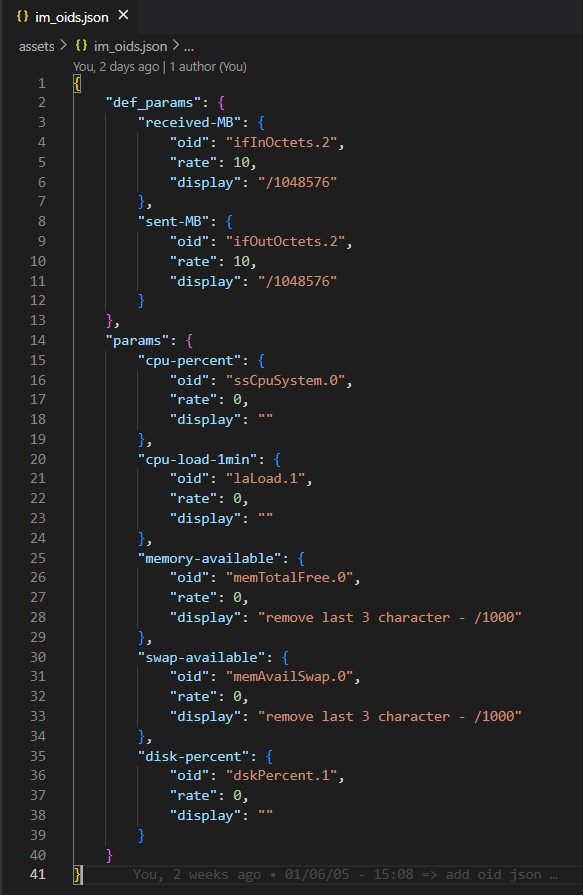 {} im_oids.json ×
assets > {} im_oids.json > ...
You, 2 days ago | 1 author (You)
1 {
2     "def_params": {
3         "received-MB": {
4             "oid": "ifInOctets.2",
5             "rate": 10,
6             "display": "/1048576"
7         },
8         "sent-MB": {
9             "oid": "ifOutOctets.2",
10             "rate": 10,
11             "display": "/1048576"
12         }
13     },
14     "params": {
15         "cpu-percent": {
16             "oid": "ssCpuSystem.0",
17             "rate": 0,
18             "display": ""
19         },
20         "cpu-load-1min": {
21             "oid": "laLoad.1",
22             "rate": 0,
23             "display": ""
24         },
25         "memory-available": {
26             "oid": "memTotalFree.0",
27             "rate": 0,
28             "display": "remove last 3 character - /1000"
29         },
30         "swap-available": {
31             "oid": "memAvailSwap.0",
32             "rate": 0,
33             "display": "remove last 3 character - /1000"
34         },
35         "disk-percent": {
36             "oid": "dskPercent.1",
37             "rate": 0,
38             "display": ""
39         }
40     }
41 } You, 2 weeks ago • 01/06/05 - 15:08 => add oid json …